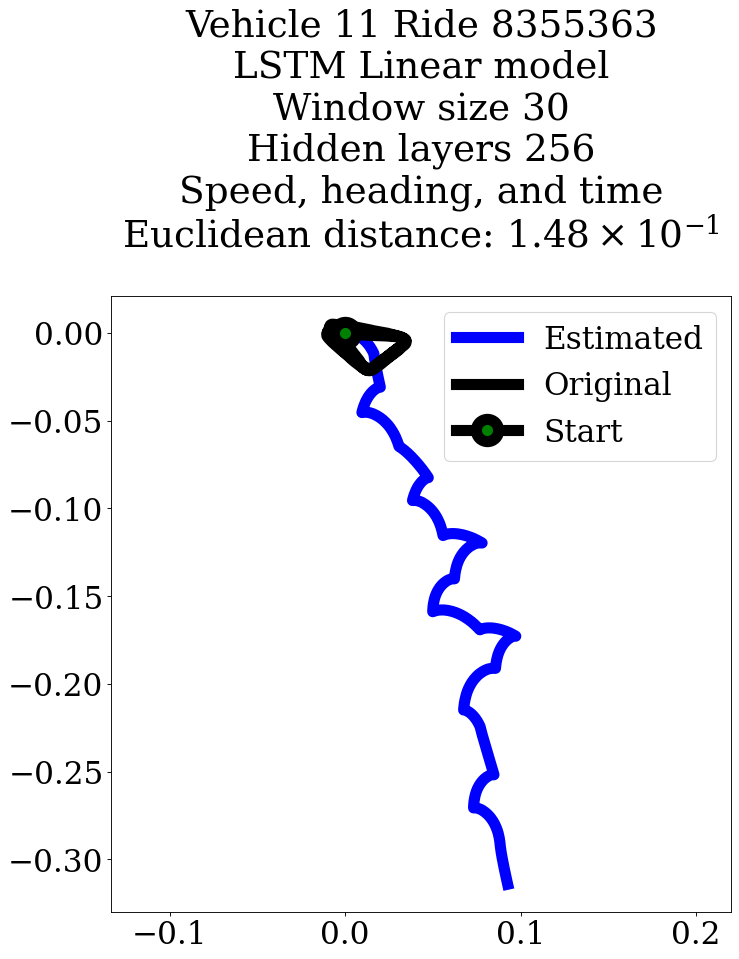 Vehicle 11 Ride 8355363
LSTM Linear model
Window size 30
Hidden layers 256
Speed, heading, and time
Euclidean distance: 1.48 × 10⁻¹
Estimated
Original
Start
0.00
−0.05
−0.10
−0.15
−0.20
−0.25
−0.30
−0.1 0.0 0.1 0.2